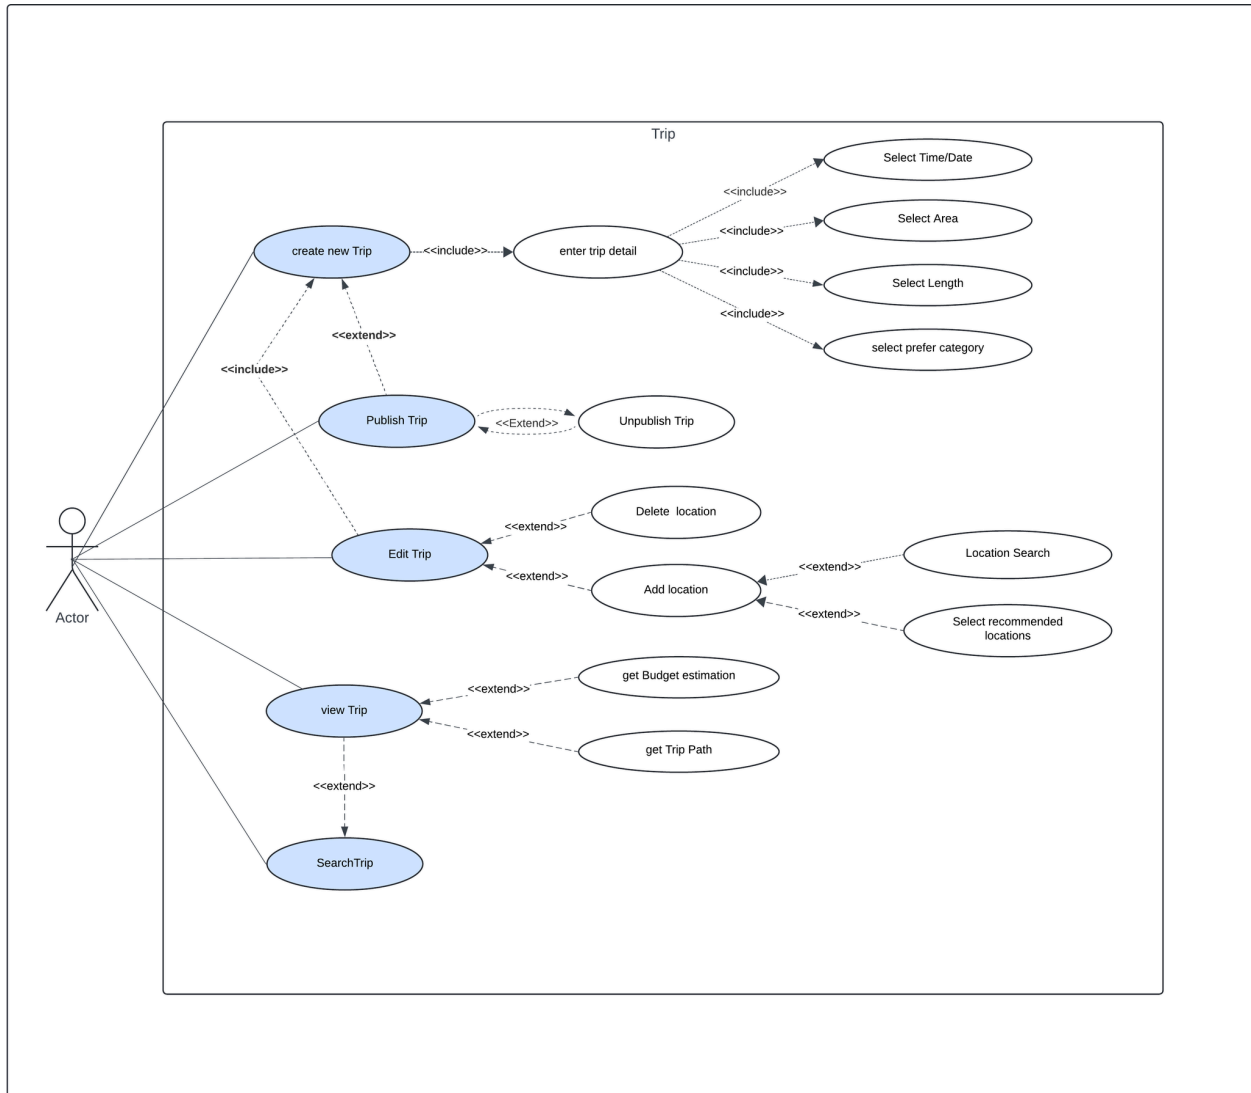 Trip
Select Time/Date
<<include>>
Select Area
<<include>>
create new Trip
<<include>>
enter trip detail
<<include>>
Select Length
<<include>>
<<extend>>
select prefer category
<<include>>
Publish Trip
<<Extend>>
Unpublish Trip
Delete  location
<<extend>>
Edit Trip
Location Search
<<extend>>
<<extend>>
Add location
<<extend>>
Select recommended
locations
Actor
get Budget estimation
<<extend>>
view Trip
<<extend>>
get Trip Path
<<extend>>
SearchTrip